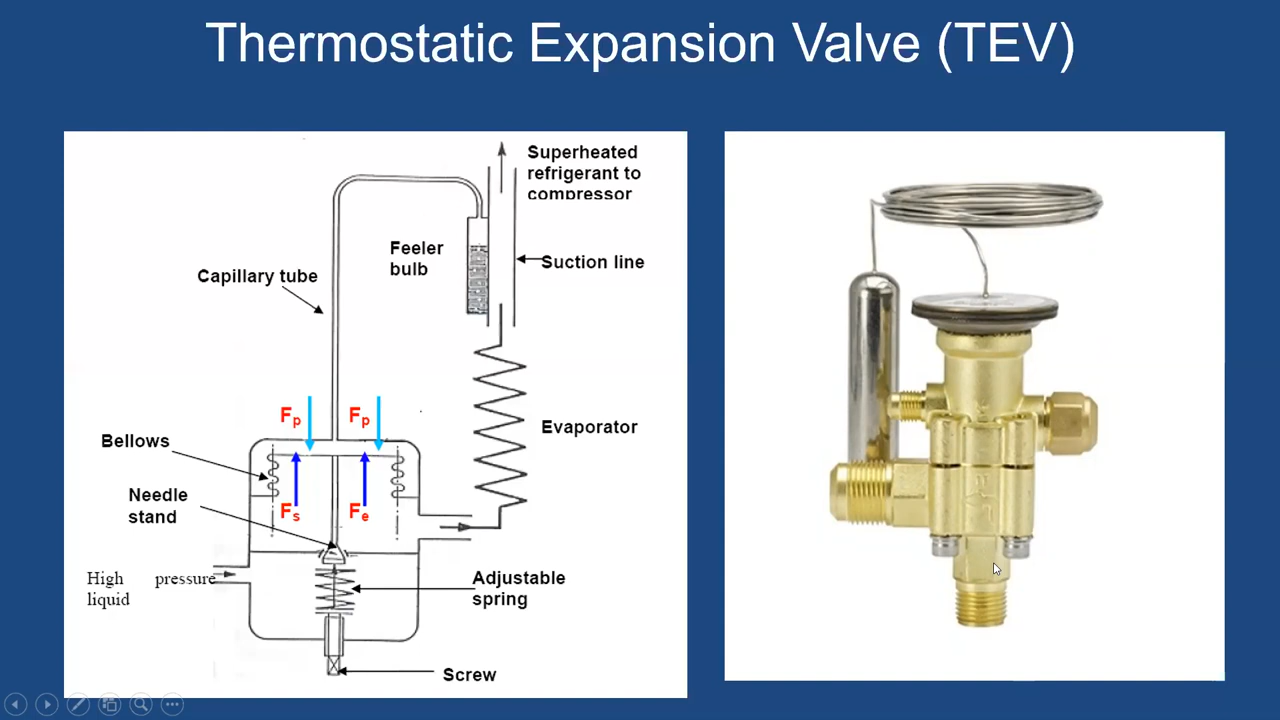 Thermostatic Expansion Valve (TEV)
Superheated
refrigerant to
compressor
Feeler
bulb
Suction line
Capillary tube
Fp
Fp
Bellows
Evaporator
Needle
stand
Fs
Fe
High pressure
liquid
Adjustable
spring
Screw